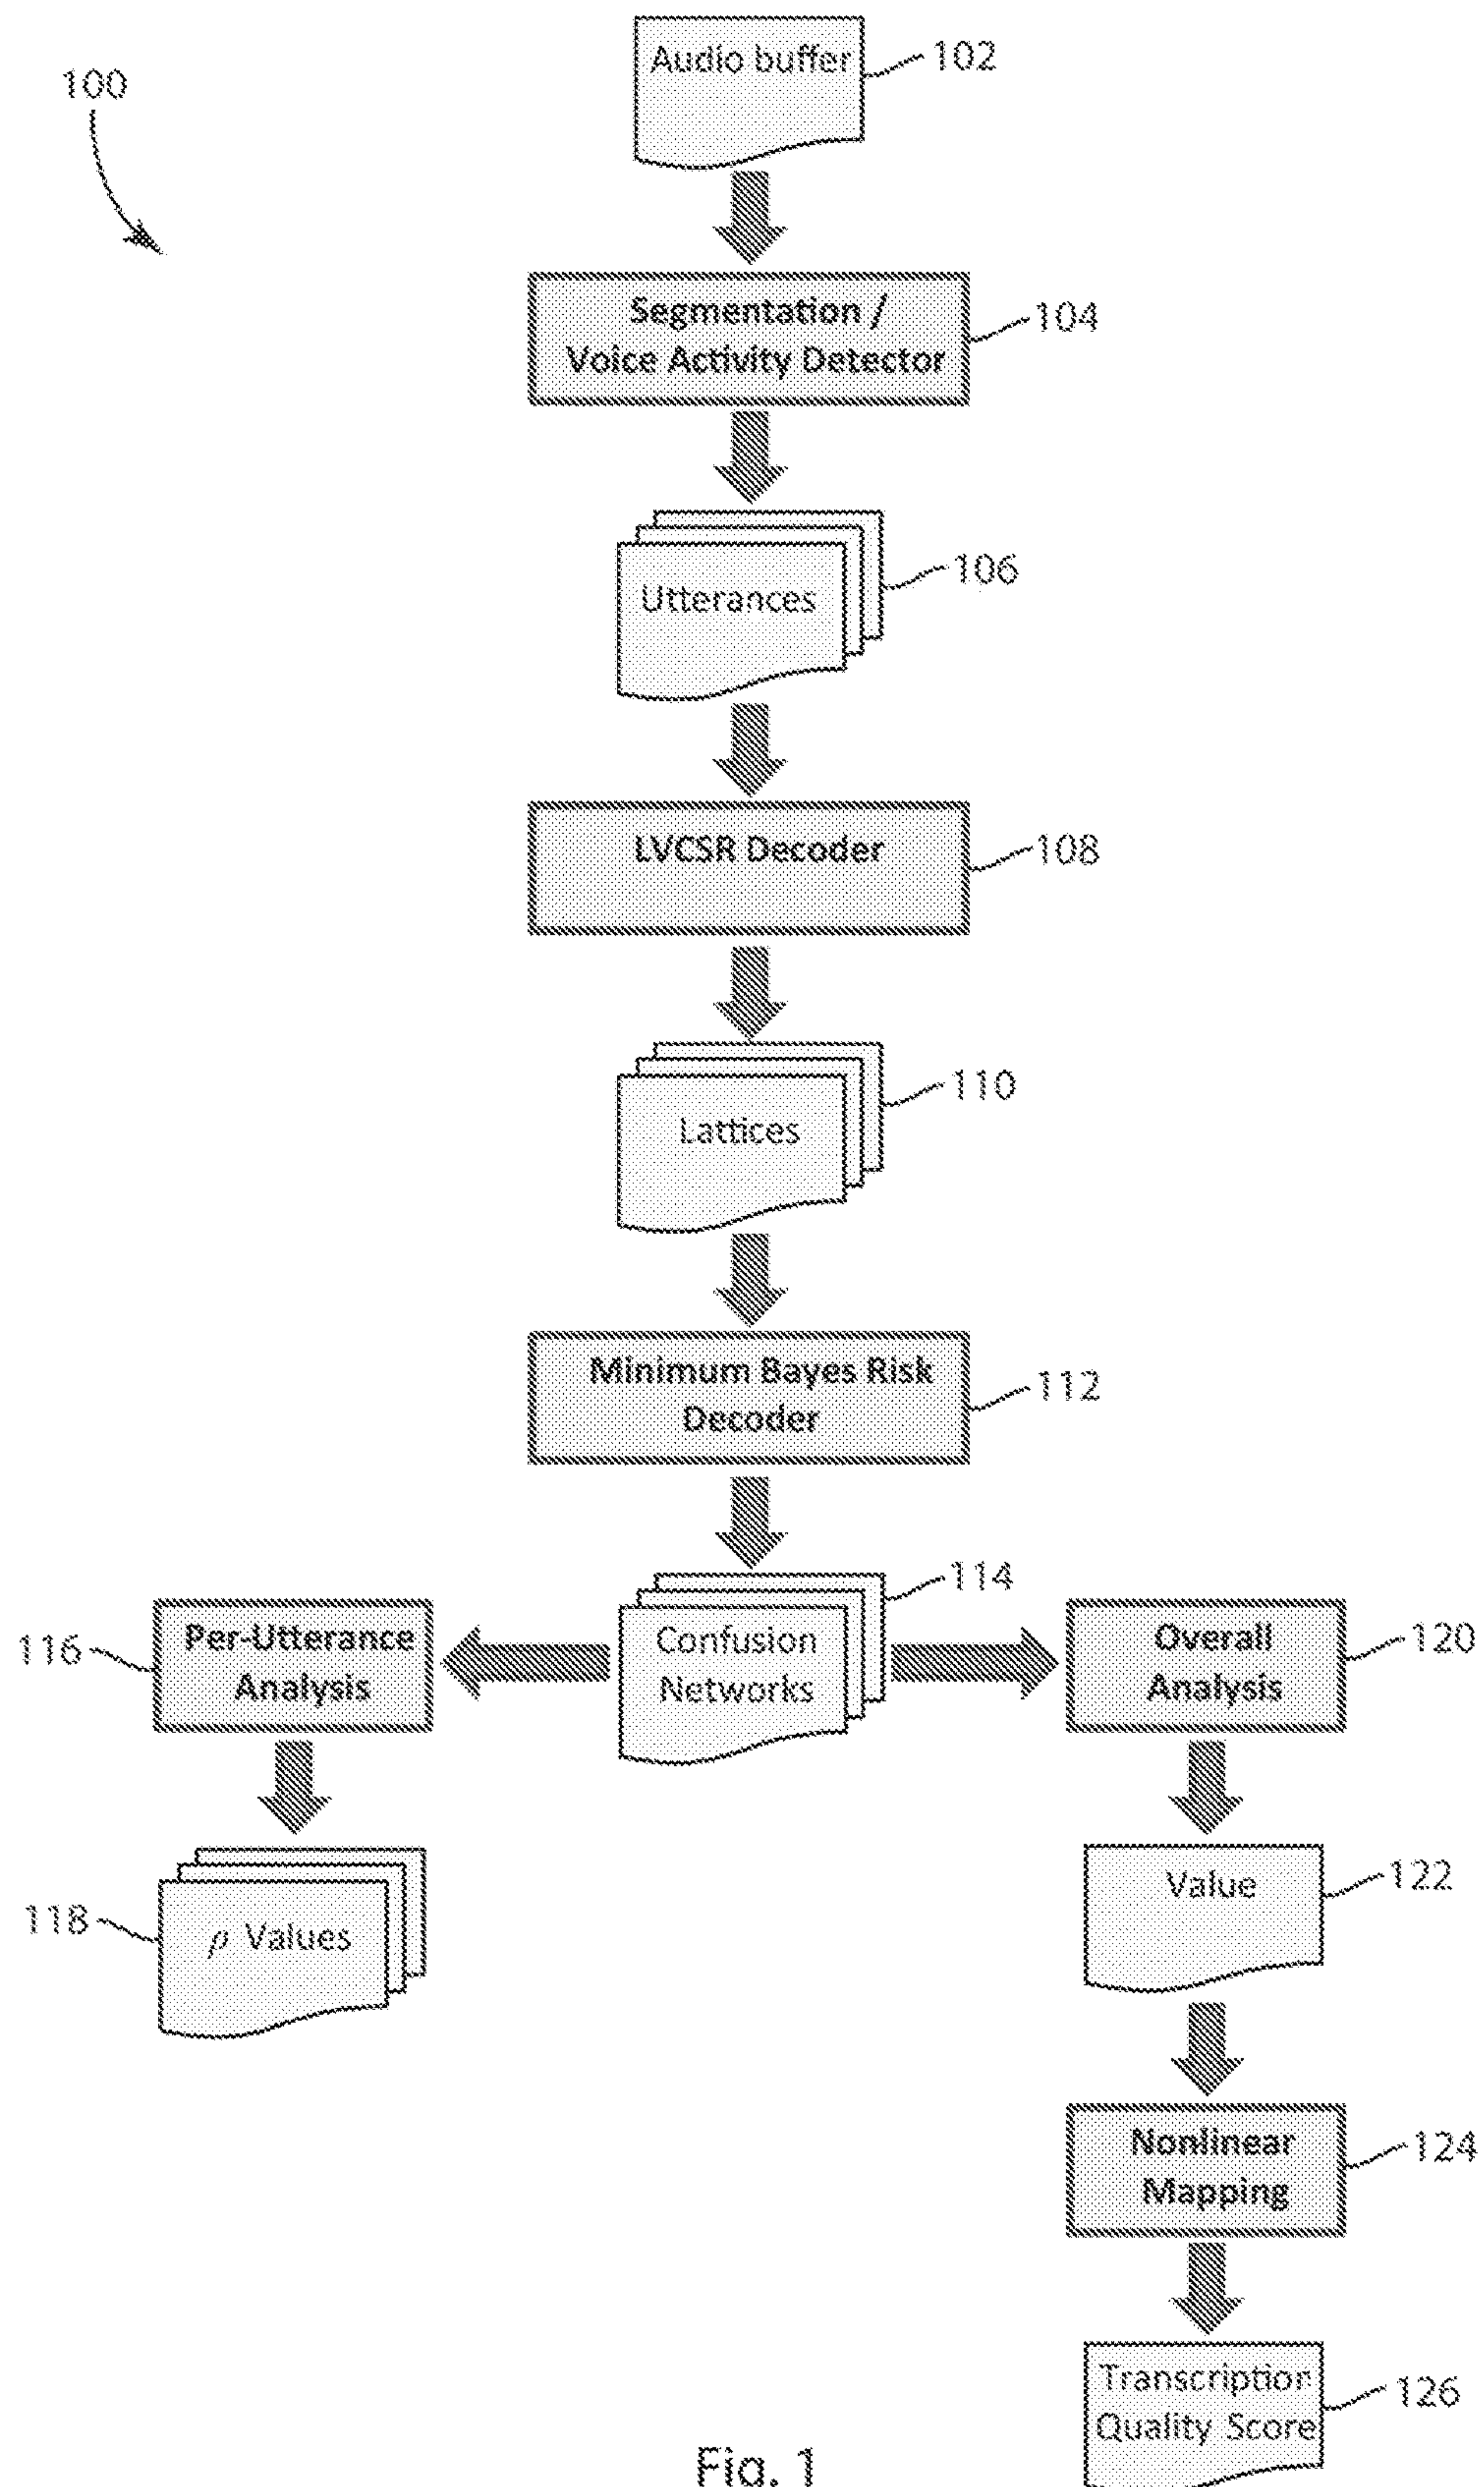 100
Audio buffer
102
Segmentation /
Voice Activity Detector
104
Utterances
106
LVCSR Decoder
108
Lattices
110
Minimum Bayes Risk
Decoder
112
Confusion
Networks
114
116
Per-Utterance
Analysis
Overall
Analysis
120
118
ρ Values
Value
122
Nonlinear
Mapping
124
Transcription
Quality Score
126
Fig. 1